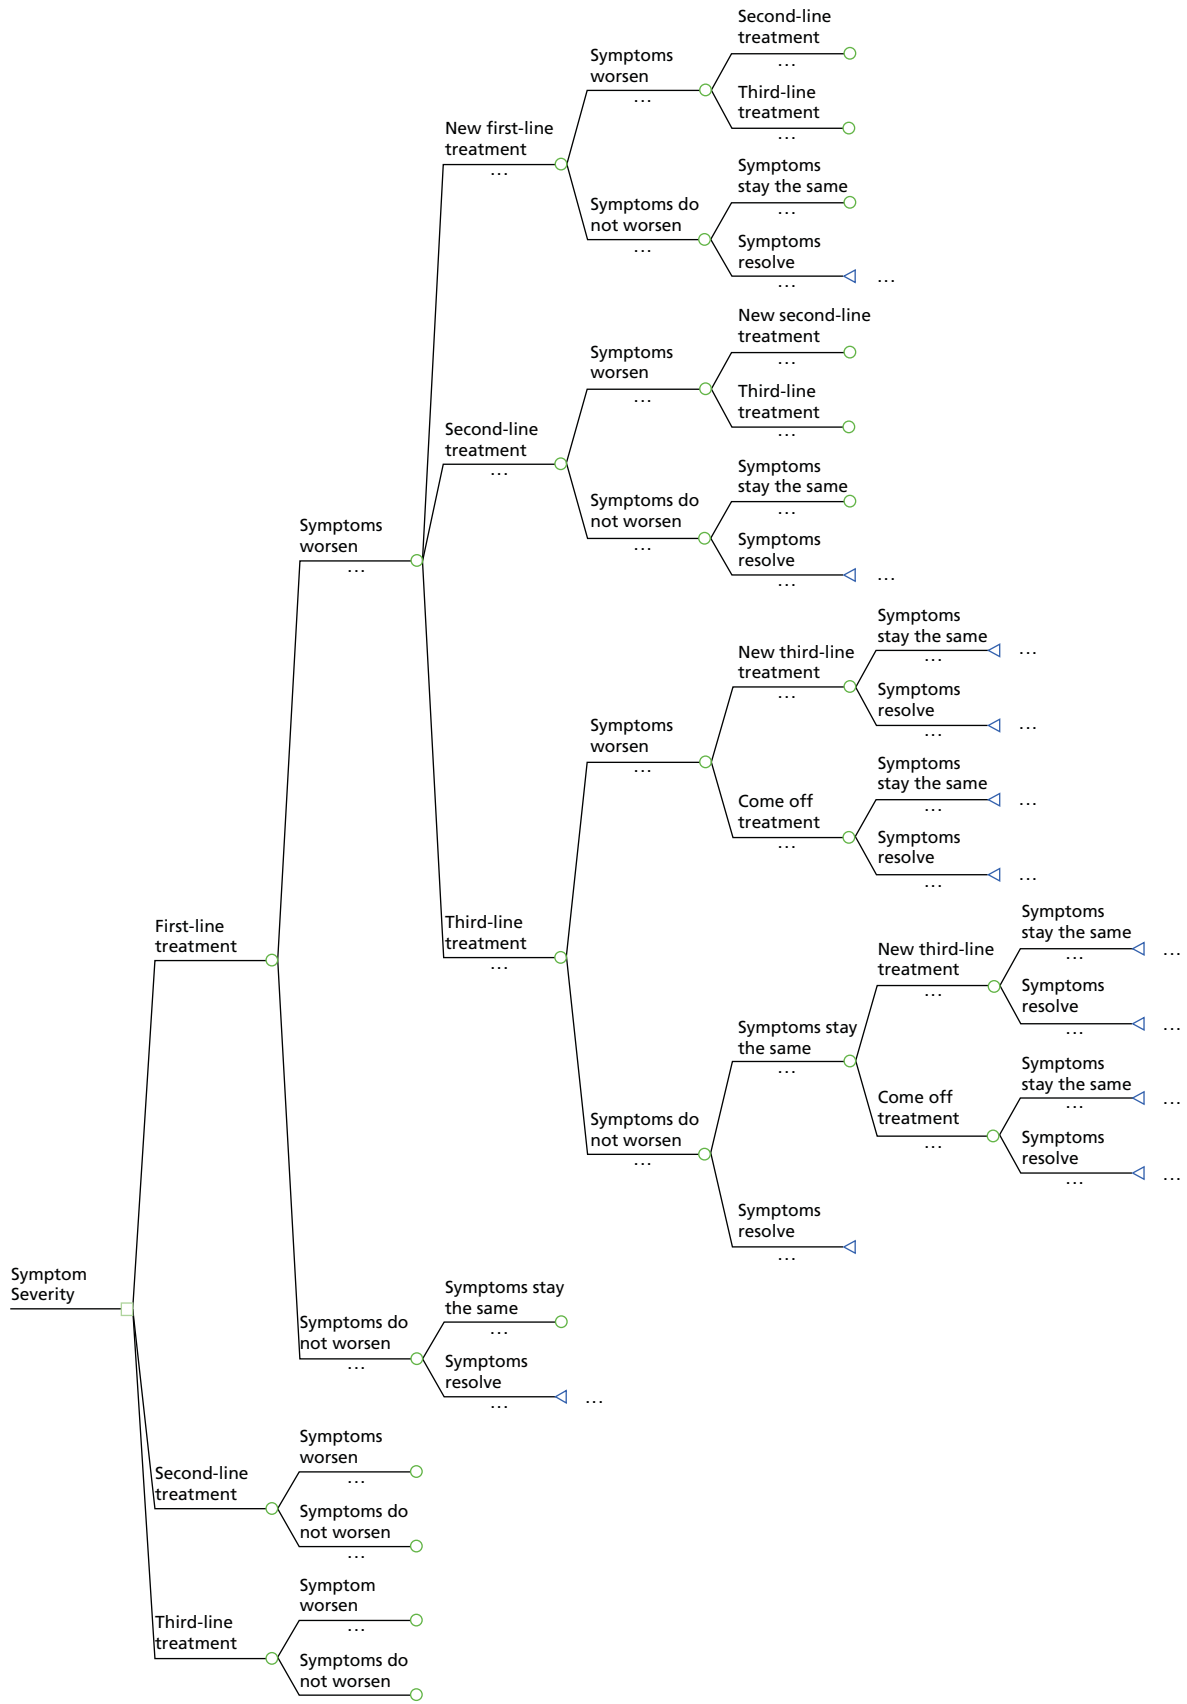 Second-line
treatment
...
Symptoms
worsen
...
Third-line
treatment
...
New first-line
treatment
...
Symptoms
stay the same
...
Symptoms do
not worsen
...
Symptoms
resolve
... ...
New second-line
treatment
...
Symptoms
worsen
...
Third-line
treatment
...
Second-line
treatment
...
Symptoms
stay the same
...
Symptoms do
not worsen
...
Symptoms
resolve
... ...
Symptoms
worsen
...
Symptoms
stay the same
... ...
New third-line
treatment
...
Symptoms
resolve
... ...
Symptoms
worsen
...
Symptoms
stay the same
... ...
Come off
treatment
...
Symptoms
resolve
... ...
Third-line
treatment
...
First-line
treatment
Symptoms
stay the same
... ...
New third-line
treatment
...
Symptoms
resolve
... ...
Symptoms stay
the same
...
Symptoms
stay the same
... ...
Come off
treatment
...
Symptoms
resolve
... ...
Symptoms do
not worsen
...
Symptoms
resolve
...
Symptom
Severity
Symptoms stay
the same
...
Symptoms do
not worsen
...
Symptoms
resolve
... ...
Symptoms
worsen
...
Second-line
treatment
Symptoms do
not worsen
...
Symptom
worsen
...
Third-line
treatment
Symptoms do
not worsen